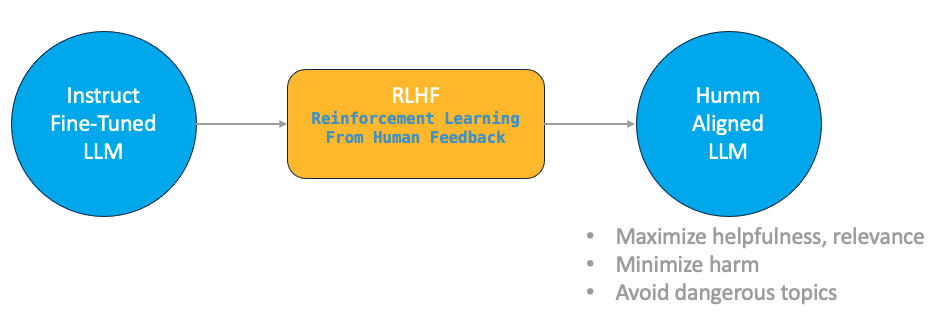 Instruct
Fine-Tuned
LLM
RLHF
Reinforcement Learning
From Human Feedback
Humm
Aligned
LLM
• Maximize helpfulness, relevance
• Minimize harm
• Avoid dangerous topics